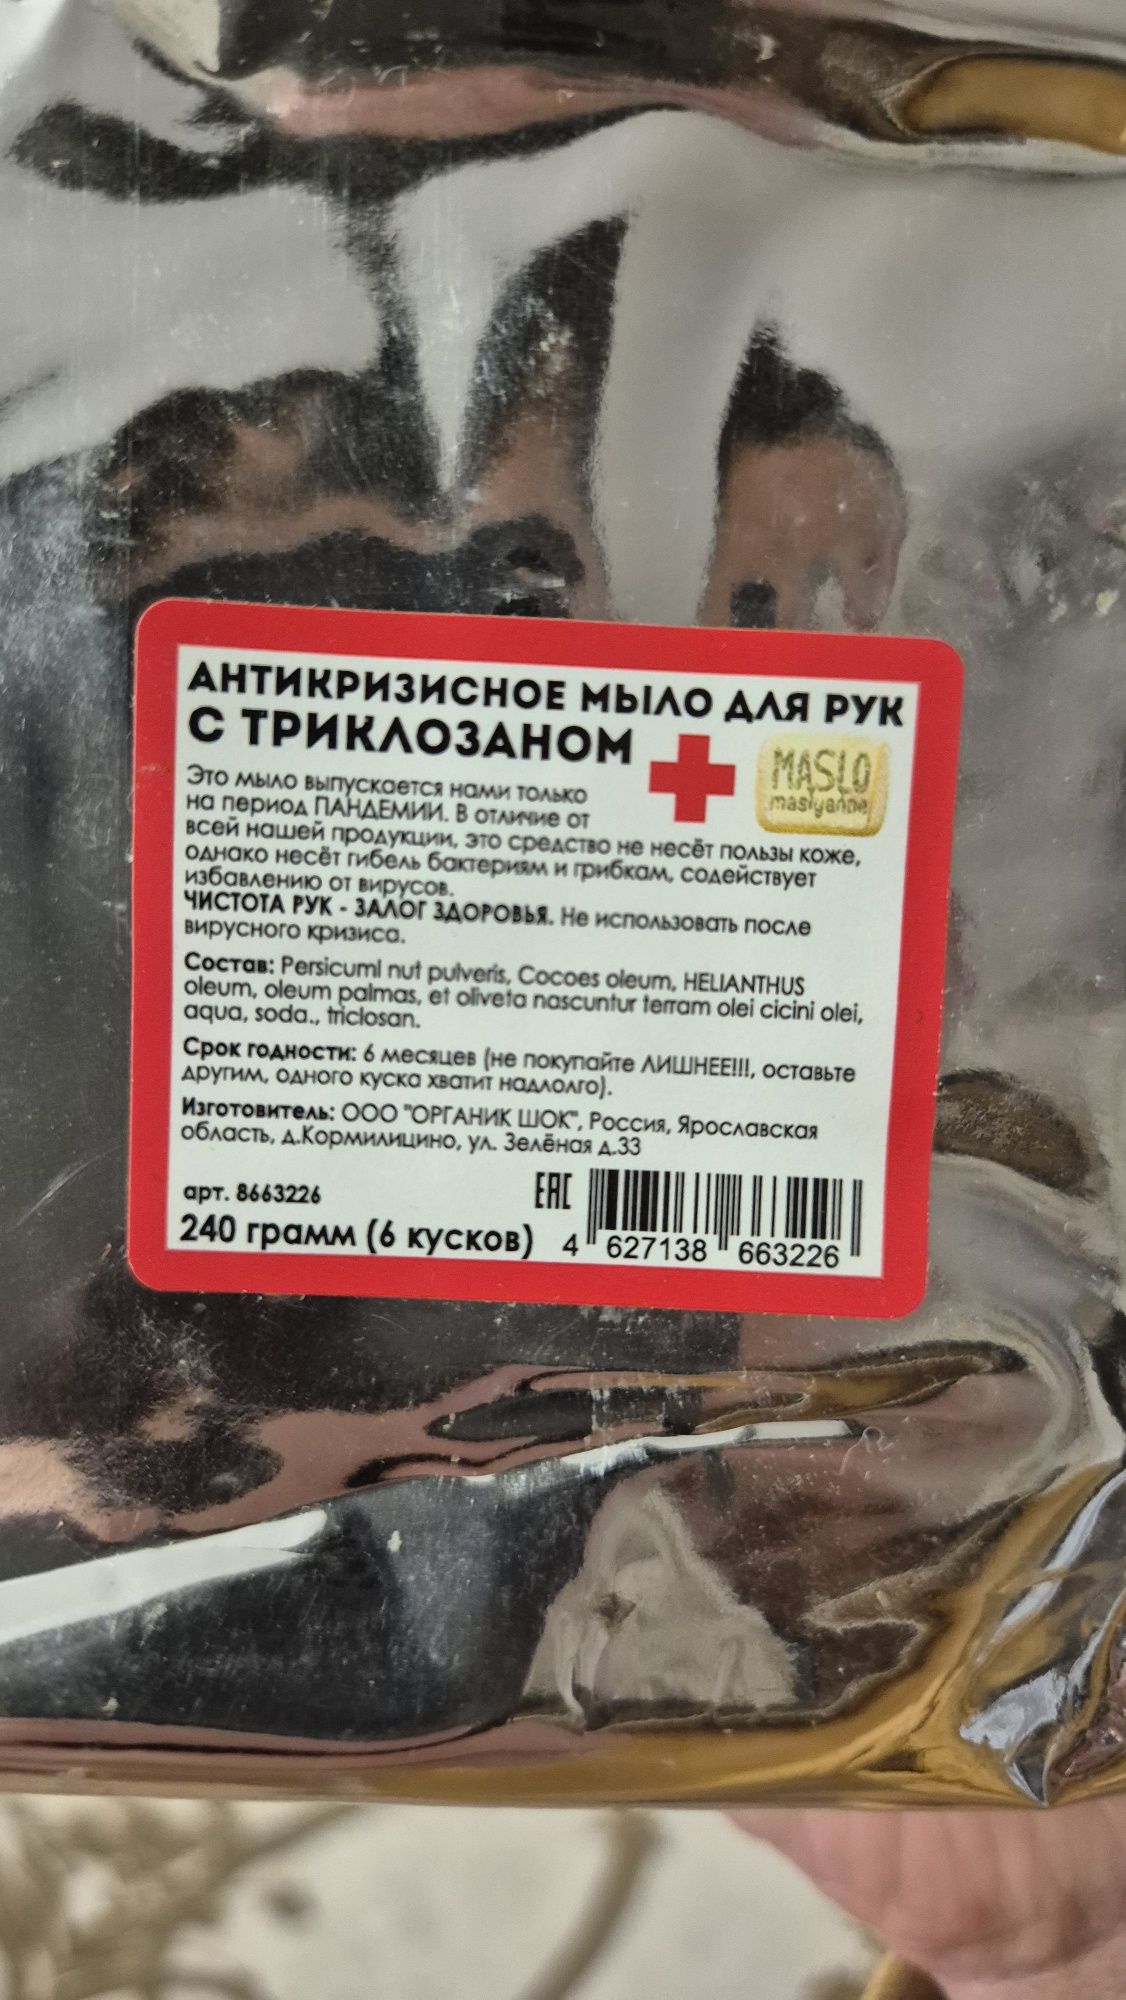 АНТИКРИЗИСНОЕ МЫЛО ДЛЯ РУК
С ТРИКЛОЗАНОМ
MASLO
maslyanoe
Это мыло выпускается нами только
на период ПАНДЕМИИ. В отличие от
всей нашей продукции, это средство не несёт пользы коже,
однако несёт гибель бактериям и грибкам, содействует
избавлению от вирусов.
ЧИСТОТА РУК - ЗАЛОГ ЗДОРОВЬЯ. Не использовать после
вирусного кризиса.
Состав: Persicuml nut pulveris, Cocoes oleum, HELIANTHUS
oleum, oleum palmas, et oliveta nascuntur terram olei cicini olei,
aqua, soda., triclosan.
Срок годности: 6 месяцев (не покупайте ЛИШНЕЕ!!!, оставьте
другим, одного куска хватит надлолго).
Изготовитель: ООО "ОРГАНИК ШОК", Россия, Ярославская
область, д.Кормилицино, ул. Зелёная д.33
арт. 8663226
EAC
240 грамм (6 кусков)
4 627138 663226